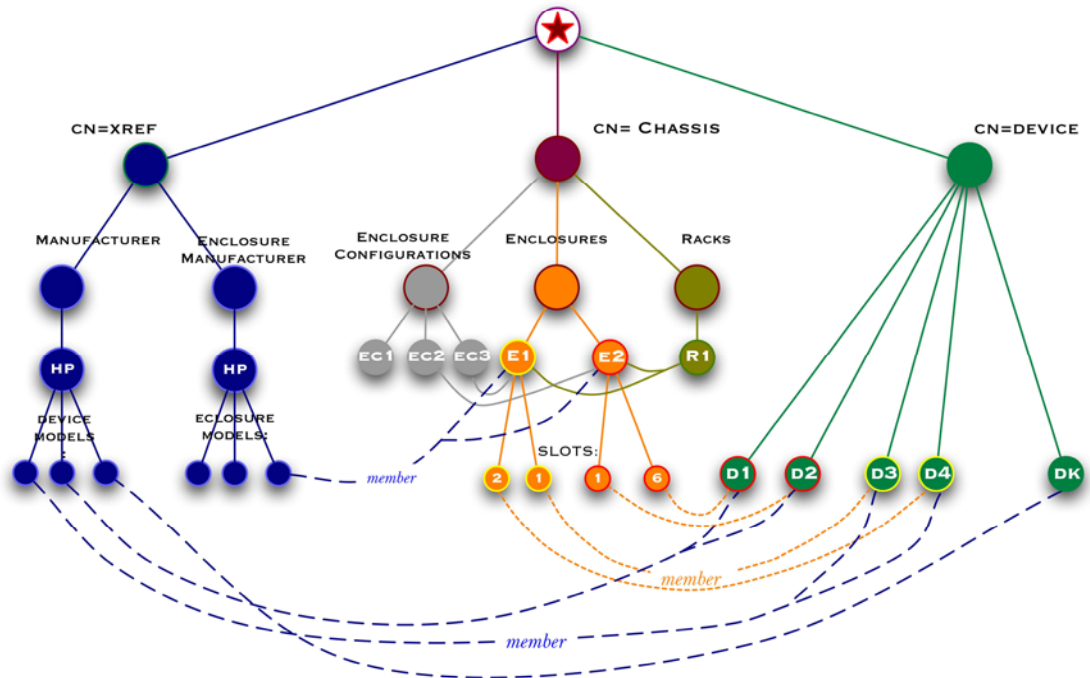 CN=XREF
CN= CHASSIS
CN=DEVICE
MANUFACTURER
ENCLOSURE
MANUFACTURER
ENCLOSURE
CONFIGURATIONS
ENCLOSURES
RACKS
HP
HP
EC1
EC2
EC3
E1
E2
R1
DEVICE
MODELS
:
ECLOSURE
MODELS:
SLOTS:
member
2
1
1
6
D1
D2
D3
D4
DK
member
member